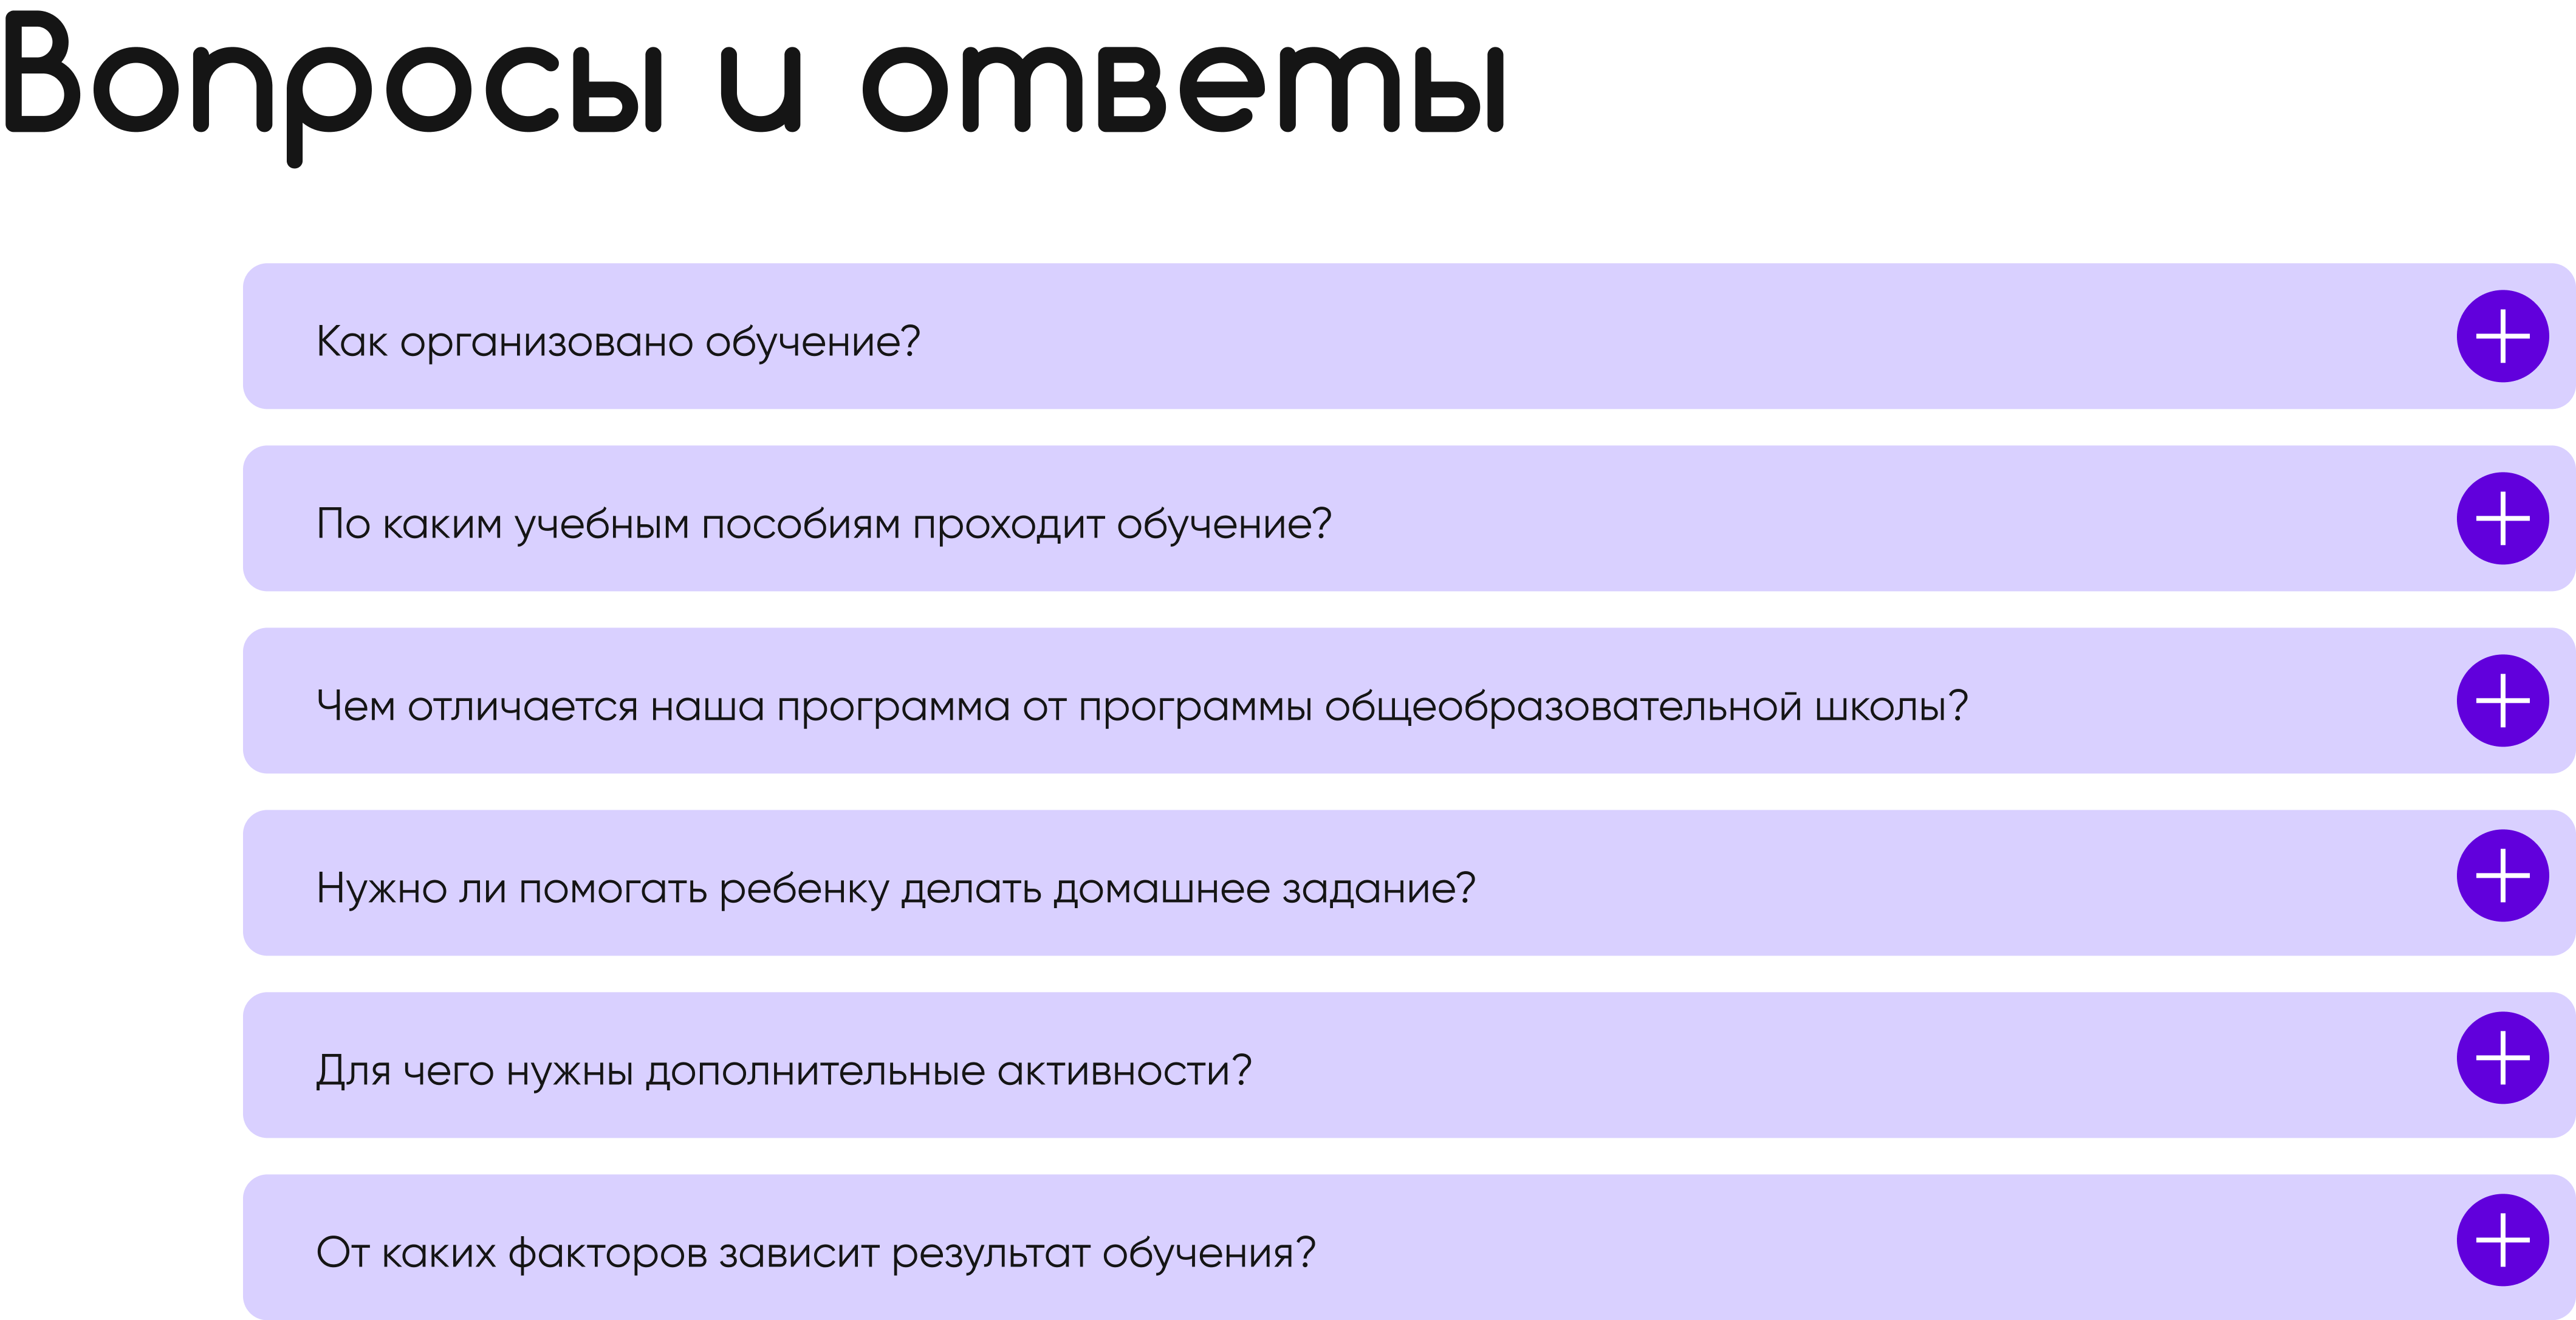 Вопросы и ответы
Как организовано обучение?
По каким учебным пособиям проходит обучение?
Чем отличается наша программа от программы общеобразовательной школы?
Нужно ли помогать ребенку делать домашнее задание?
Для чего нужны дополнительные активности?
От каких факторов зависит результат обучения?